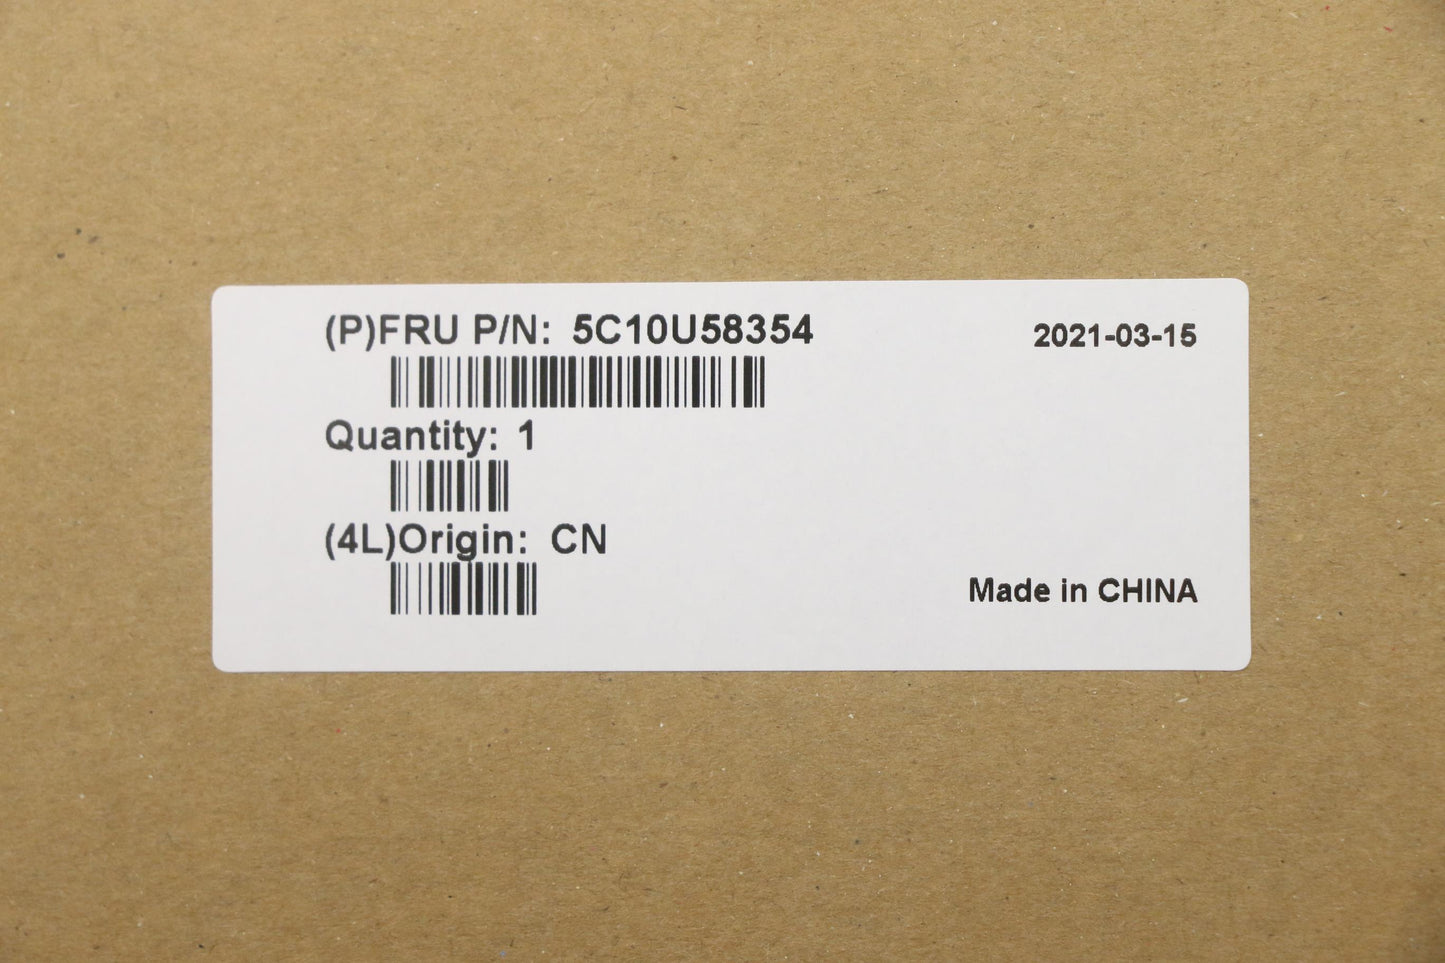 (P)FRU P/N: 5C10U58354
2021-03-15
Quantity: 1
(4L)Origin: CN
Made in CHINA